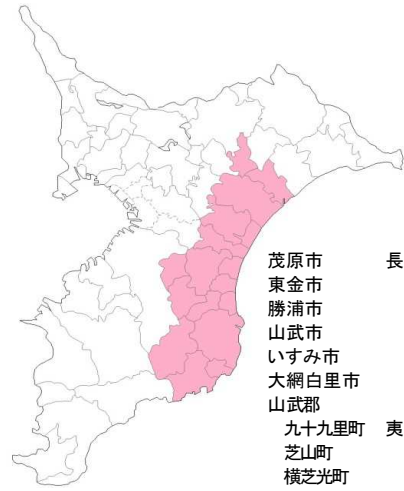 茂原市 長
東金市
勝浦市
山武市
いすみ市
大網白里市
山武郡
九十九里町 夷
芝山町
横芝光町